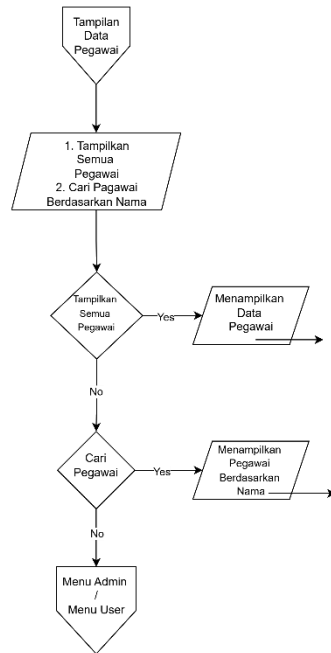 Tampilan
Data
Pegawai
1. Tampilkan
Semua
Pegawai
2. Cari Pagawai
Berdasarkan Nama
Tampilkan
Semua
Pegawai
Yes
Menampilkan
Data
Pegawai
No
Cari
Pegawai
Yes
Menampilkan
Pegawai
Berdasarkan
Nama
No
Menu Admin
/
Menu User